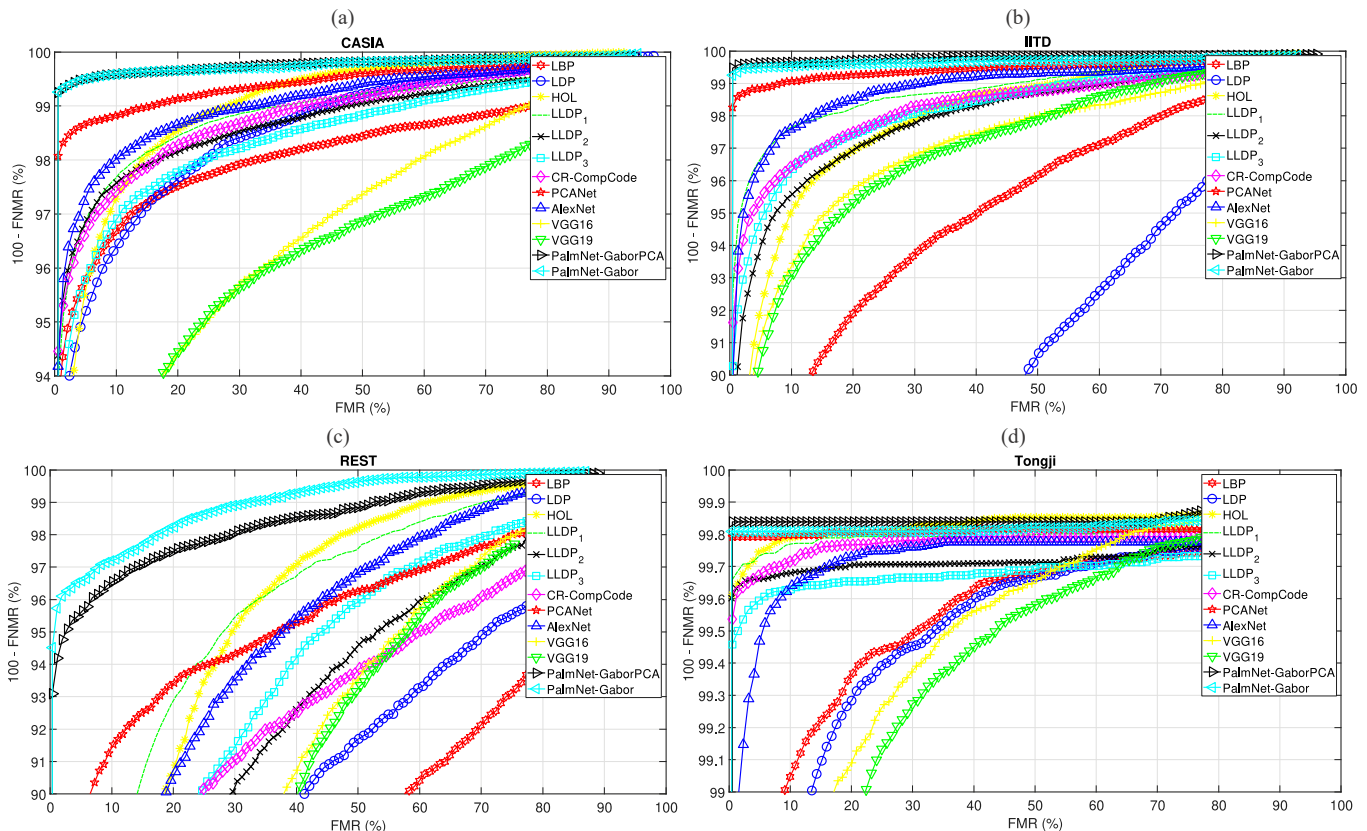 (a)
CASIA
100 - FNMR (%)
100
99
98
97
96
95
94
0 10 20 30 40 50 60 70 80 90 100
FMR (%)
LBP
LDP
HOL
LLDP1
LLDP2
LLDP3
CR-CompCode
PCANet
AlexNet
VGG16
VGG19
PalmNet-GaborPCA
PalmNet-Gabor
(b)
IITD
100 - FNMR (%)
100
99
98
97
96
95
94
93
92
91
90
0 10 20 30 40 50 60 70 80 90 100
FMR (%)
LBP
LDP
HOL
LLDP1
LLDP2
LLDP3
CR-CompCode
PCANet
AlexNet
VGG16
VGG19
PalmNet-GaborPCA
PalmNet-Gabor
(c)
REST
100 - FNMR (%)
100
99
98
97
96
95
94
93
92
91
90
0 10 20 30 40 50 60 70 80 90 100
FMR (%)
LBP
LDP
HOL
LLDP1
LLDP2
LLDP3
CR-CompCode
PCANet
AlexNet
VGG16
VGG19
PalmNet-GaborPCA
PalmNet-Gabor
(d)
Tongji
100 - FNMR (%)
100
99.9
99.8
99.7
99.6
99.5
99.4
99.3
99.2
99.1
99
0 10 20 30 40 50 60 70 80 90 100
FMR (%)
LBP
LDP
HOL
LLDP1
LLDP2
LLDP3
CR-CompCode
PCANet
AlexNet
VGG16
VGG19
PalmNet-GaborPCA
PalmNet-Gabor